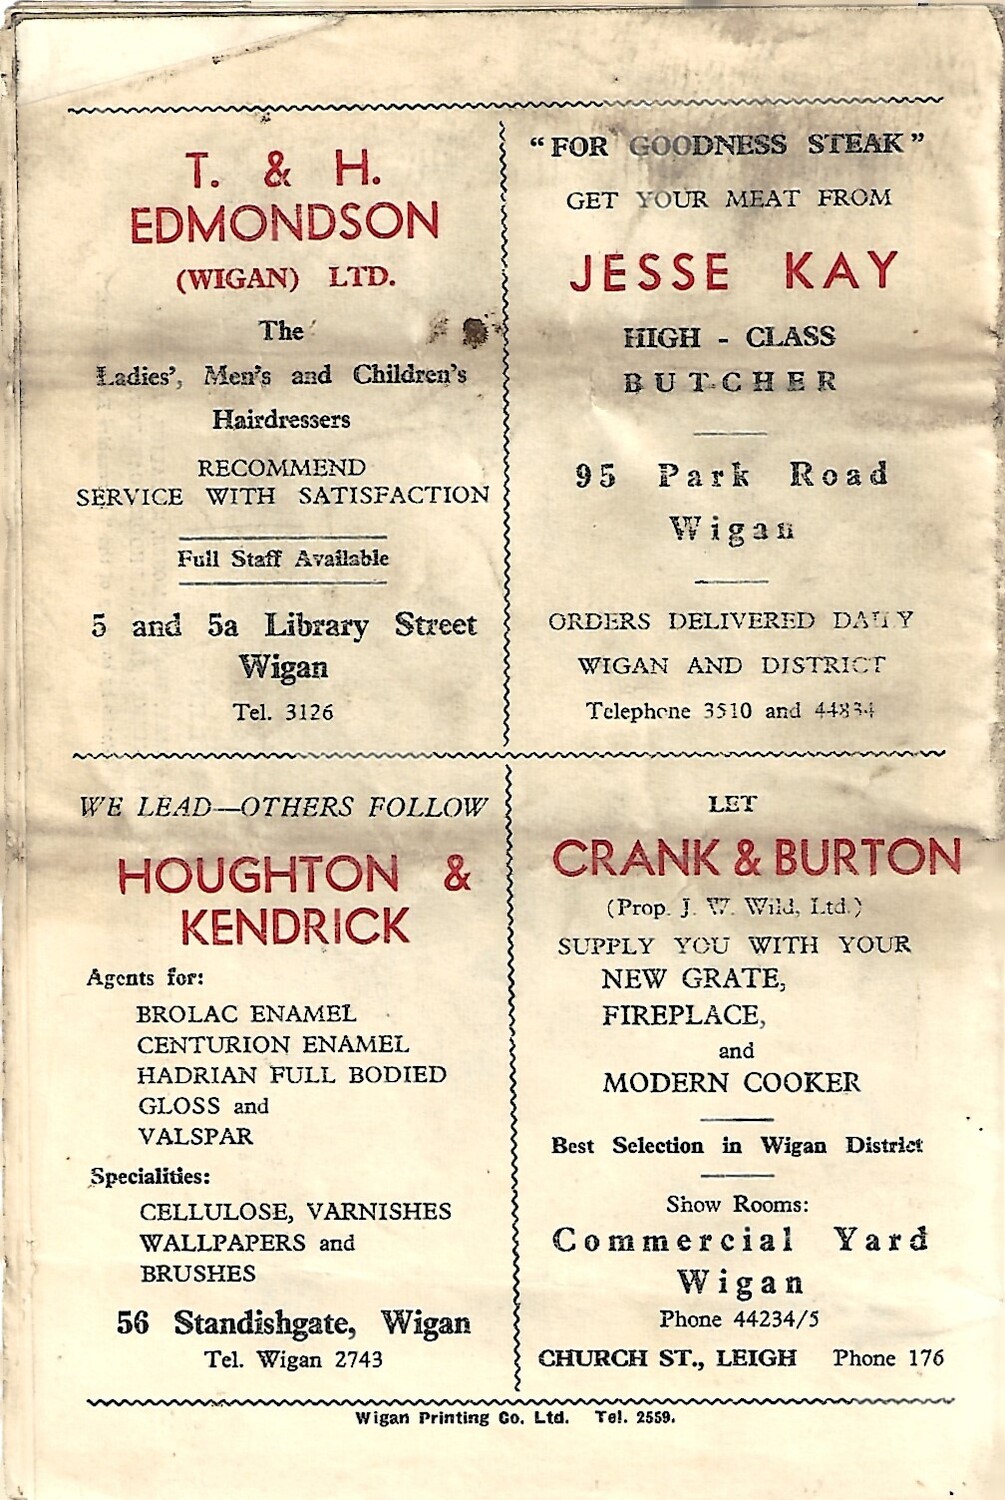 T. & H.
EDMONDSON
(WIGAN) LTD.
The
Ladies', Men's and Children's
Hairdressers
RECOMMEND
SERVICE WITH SATISFACTION
Full Staff Available
5 and 5a Library Street
Wigan
Tel. 3126
"FOR GOODNESS STEAK"
GET YOUR MEAT FROM
JESSE KAY
HIGH - CLASS
BUTCHER
95 Park Road
Wigan
ORDERS DELIVERED DAILY
WIGAN AND DISTRICT
Telephone 3510 and 44834
WE LEAD—OTHERS FOLLOW
HOUGHTON &
KENDRICK
Agents for:
BROLAC ENAMEL
CENTURION ENAMEL
HADRIAN FULL BODIED
GLOSS and
VALSPAR
Specialities:
CELLULOSE, VARNISHES
WALLPAPERS and
BRUSHES
56 Standishgate, Wigan
Tel. Wigan 2743
LET
CRANK & BURTON
(Prop. J. W. Wild, Ltd.)
SUPPLY YOU WITH YOUR
NEW GRATE,
FIREPLACE,
and
MODERN COOKER
Best Selection in Wigan District
Show Rooms:
Commercial Yard
Wigan
Phone 44234/5
CHURCH ST., LEIGH Phone 176
Wigan Printing Co. Ltd. Tel. 2559.